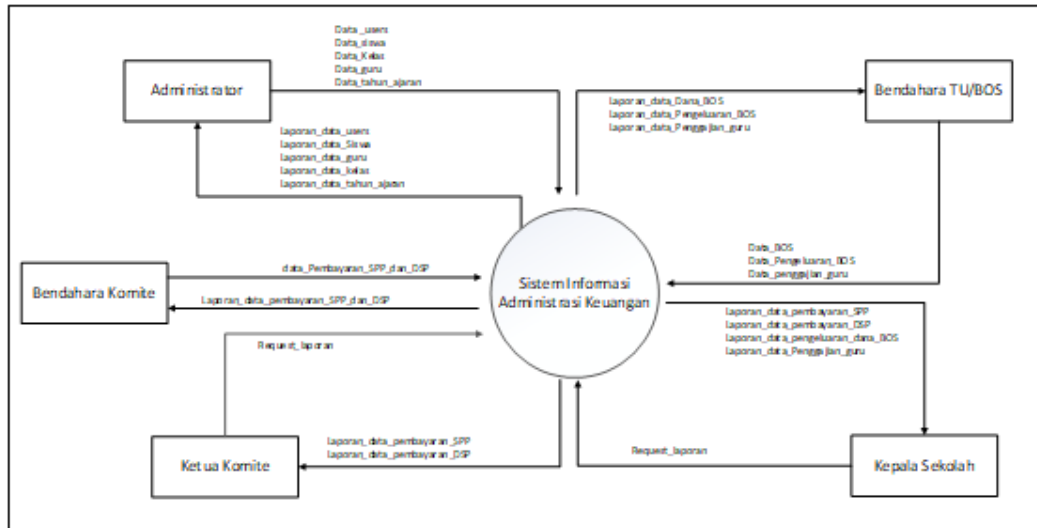 Data_users
Data_siswa
Data_Kelas
Data_guru
Data_tahun_ajaran
Administrator
Bendahara TU/BOS
Laporan_data_Dana_BOS
Laporan_data_Pengeluaran_BOS
Laporan_data_Penggajian_guru
Laporan_data_users
Laporan_data_Siswa
Laporan_data_guru
Laporan_data_kelas
Laporan_data_tahun_ajaran
Data_BOS
Data_Pengeluaran_BOS
Data_penggajian_guru
data_Pembayaran_SPP_dan_DSP
Bendahara Komite
Laporan_data_pembayaran_SPP_dan_DSP
Sistem Informasi
Administrasi Keuangan
Laporan_data_pembayaran_SPP
Laporan_data_pembayaran_DSP
Laporan_data_pengeluaran_dana_BOS
Laporan_data_Penggajian_guru
Request_laporan
Laporan_data_pembayaran_SPP
Laporan_data_pembayaran_DSP
Ketua Komite
Request_laporan
Kepala Sekolah